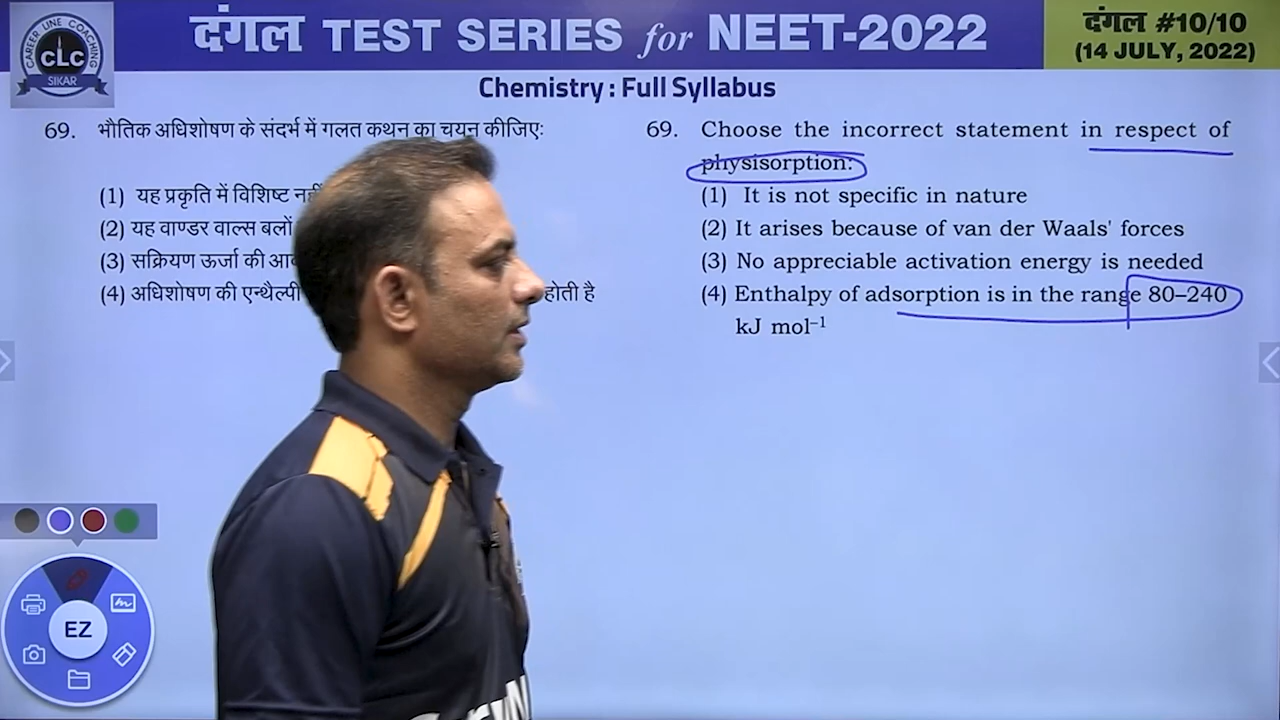 CAREER LINE COACHING
CLC
SIKAR
दंगल TEST SERIES for NEET-2022
दंगल #10/10
(14 JULY, 2022)
Chemistry : Full Syllabus
69. भौतिक अधिशोषण के संदर्भ में गलत कथन का चयन कीजिएः
(1) यह प्रकृति में विशिष्ट
(2) यह वाण्डर वाल्स बलों
(3) सक्रियण ऊर्जा की
(4) अधिशोषण की एन्थैल्पी होती है
69. Choose the incorrect statement in respect of
physisorption:
(1) It is not specific in nature
(2) It arises because of van der Waals' forces
(3) No appreciable activation energy is needed
(4) Enthalpy of adsorption is in the range 80–240
kJ mol⁻¹
EZ